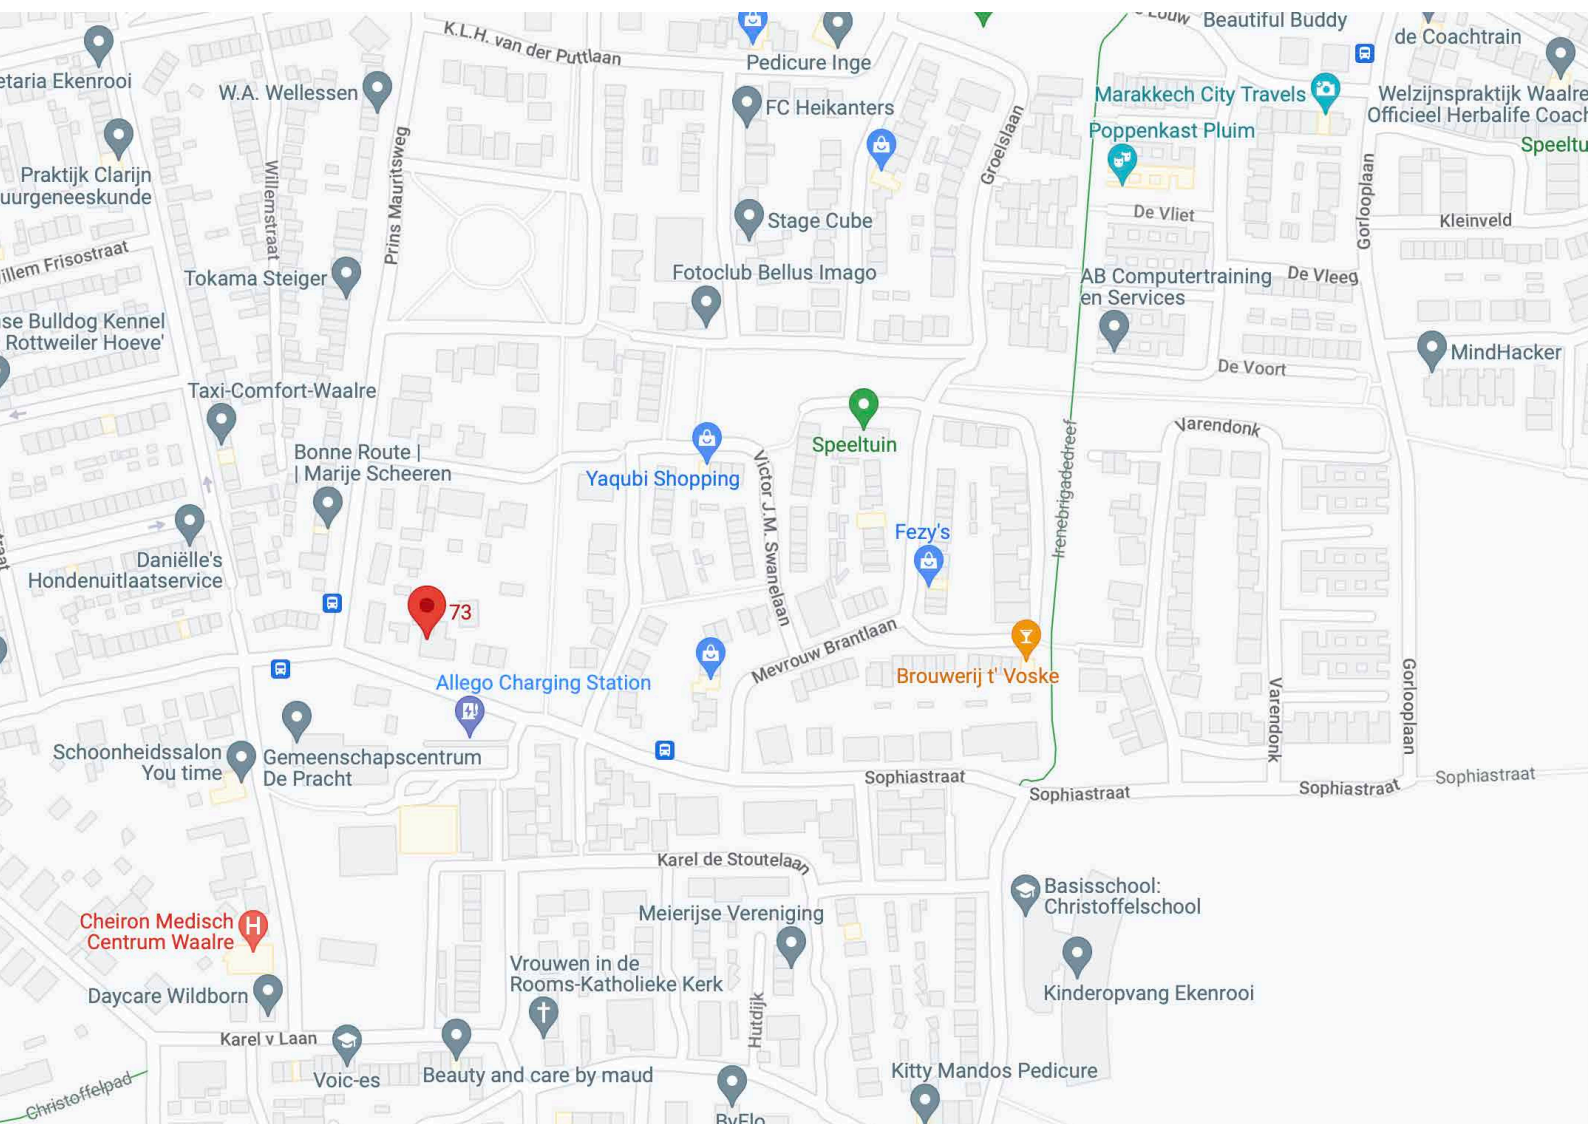 c Louw
Beautiful Buddy
de Coachtrain
K.L.H. van der Puttlaan
Pedicure Inge
etaria Ekenrooi
W.A. Wellessen
FC Heikanters
Marakkech City Travels
Welzijnspraktijk Waalre
Officieel Herbalife Coach
Poppenkast Pluim
Speeltu
Groelslaan
Praktijk Clarijn
uurgeneeskunde
Willemstraat
Prins Mauritsweg
Gorlooplaan
Stage Cube
De Vliet
Kleinveld
illem Frisostraat
Tokama Steiger
Fotoclub Bellus Imago
AB Computertraining
en Services
De Vleeg
se Bulldog Kennel
Rottweiler Hoeve'
MindHacker
De Voort
Taxi-Comfort-Waalre
Speeltuin
Varendonk
Bonne Route |
| Marije Scheeren
Yaqubi Shopping
Victor J.M. Swanelaan
Irenebrigadedreef
Fezy's
raat
Daniëlle's
Hondenuitlaatservice
73
Mevrouw Brantlaan
Brouwerij t' Voske
Allego Charging Station
Varendonk
Gorlooplaan
Schoonheidssalon
You time
Gemeenschapscentrum
De Pracht
Sophiastraat
Sophiastraat
Sophiastraat
Sophiastraat
Karel de Stoutelaan
Basisschool:
Christoffelschool
Cheiron Medisch
Centrum Waalre
Meierijse Vereniging
Vrouwen in de
Rooms-Katholieke Kerk
Daycare Wildborn
Kinderopvang Ekenrooi
Hutdijk
Karel v Laan
Voic-es
Beauty and care by maud
Kitty Mandos Pedicure
Christoffelpad
ByFlo